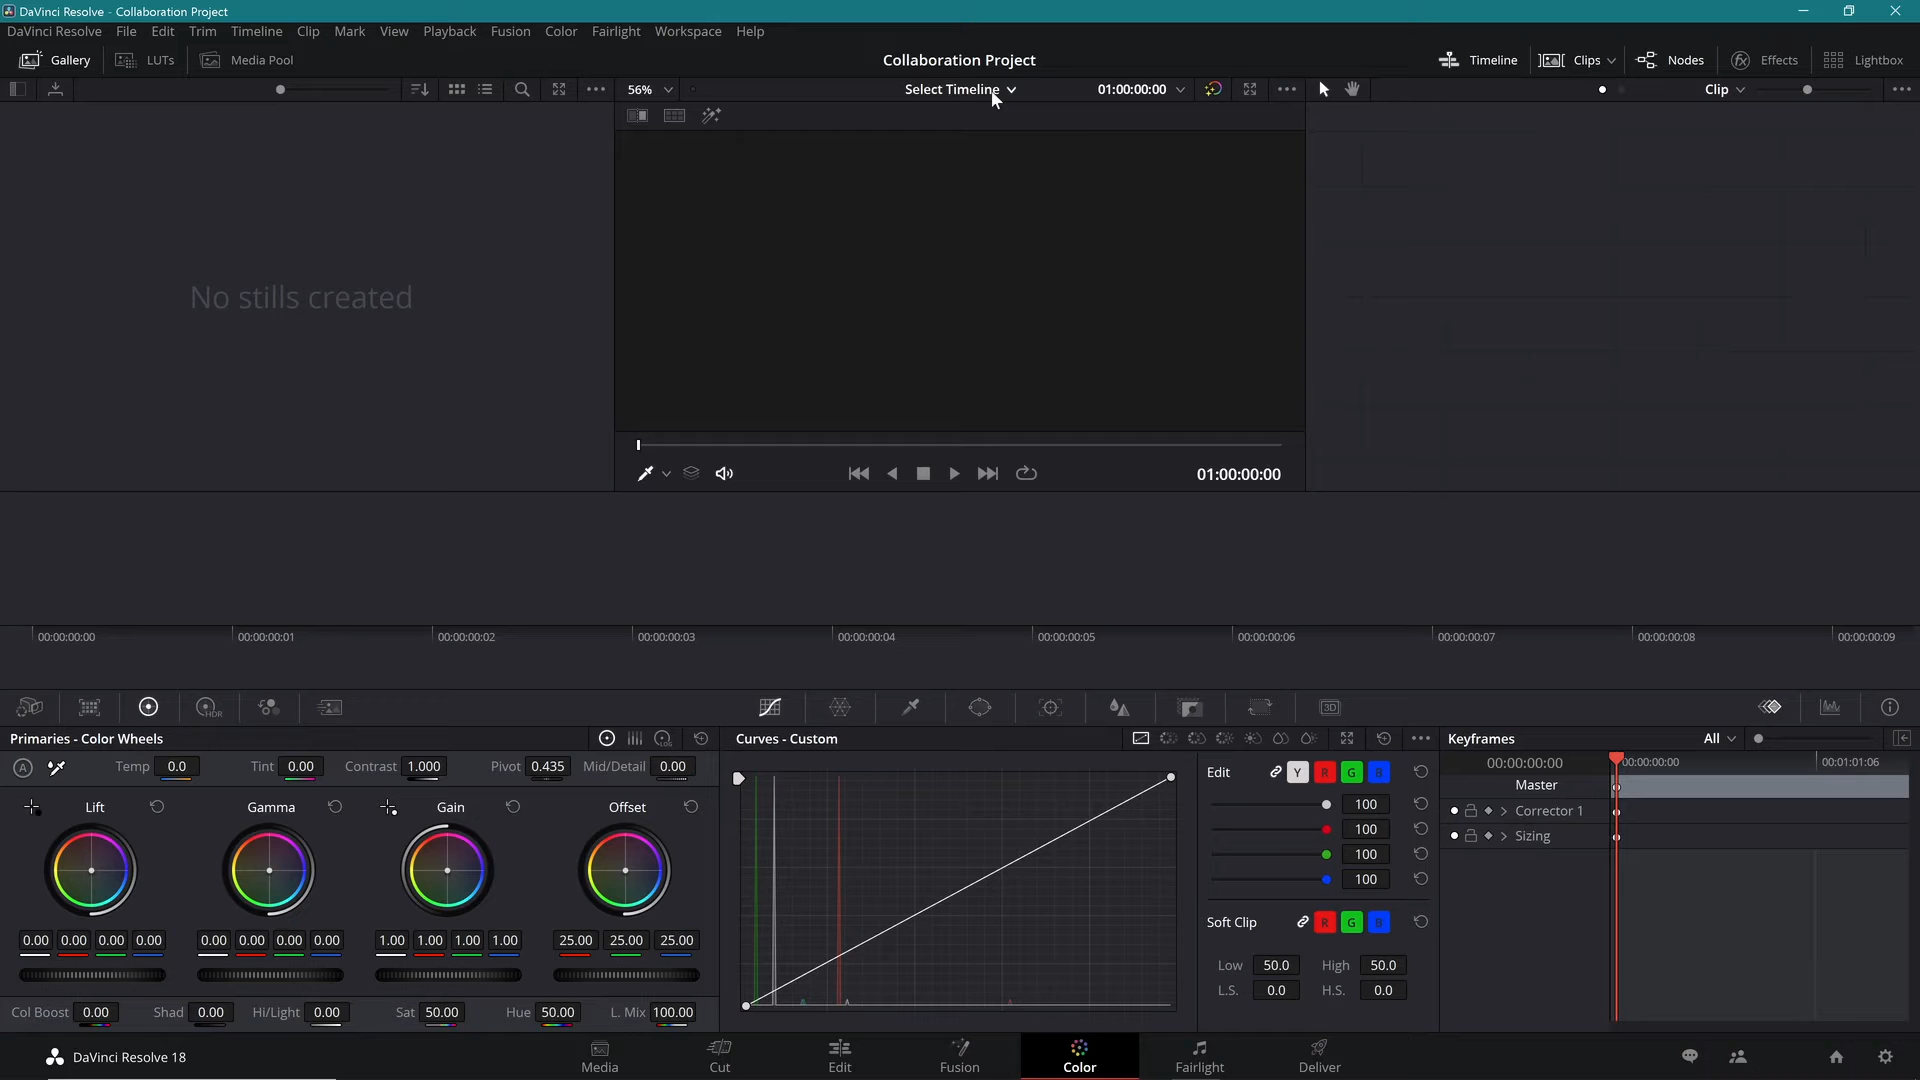 DaVinci Resolve - Collaboration Project
DaVinci Resolve File Edit Trim Timeline Clip Mark View Playback Fusion Color Fairlight Workspace Help
Gallery LUTs Media Pool Collaboration Project Timeline Clips Nodes Effects Lightbox
56% Select Timeline 01:00:00:00 Clip
No stills created
01:00:00:00
00:00:00:00 00:00:00:01 00:00:00:02 00:00:00:03 00:00:00:04 00:00:00:05 00:00:00:06 00:00:00:07 00:00:00:08 00:00:00:09
HDR 3D
Primaries - Color Wheels LOG Curves - Custom Keyframes All
A Temp 0.0 Tint 0.00 Contrast 1.000 Pivot 0.435 Mid/Detail 0.00
Edit Y R G B
00:00:00:00 00:00:00:00 00:01:01:06
Master
Lift Gamma Gain Offset
100
Corrector 1
100
Sizing
100
100
Soft Clip R G B
0.00 0.00 0.00 0.00 0.00 0.00 0.00 0.00 1.00 1.00 1.00 1.00 25.00 25.00 25.00
Low 50.0 High 50.0
L.S. 0.0 H.S. 0.0
Col Boost 0.00 Shad 0.00 Hi/Light 0.00 Sat 50.00 Hue 50.00 L. Mix 100.00
DaVinci Resolve 18 Media Cut Edit Fusion Color Fairlight Deliver